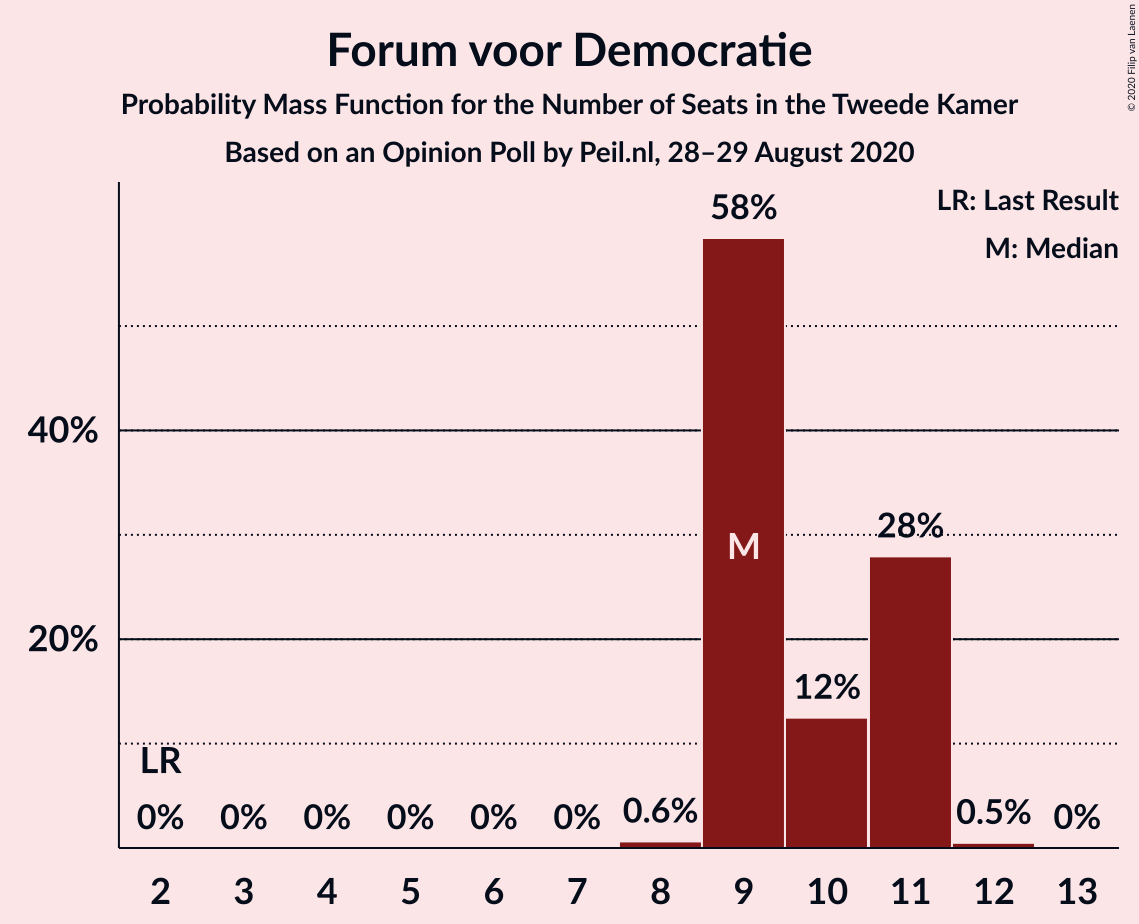 Forum voor Democratie
Probability Mass Function for the Number of Seats in the Tweede Kamer
Based on an Opinion Poll by Peil.nl, 28–29 August 2020
© 2020 Filip van Laenen
LR: Last Result
M: Median
58%
40%
28%
M
20%
12%
LR
0% 0% 0% 0% 0% 0% 0.6% 0.5% 0%
2 3 4 5 6 7 8 9 10 11 12 13